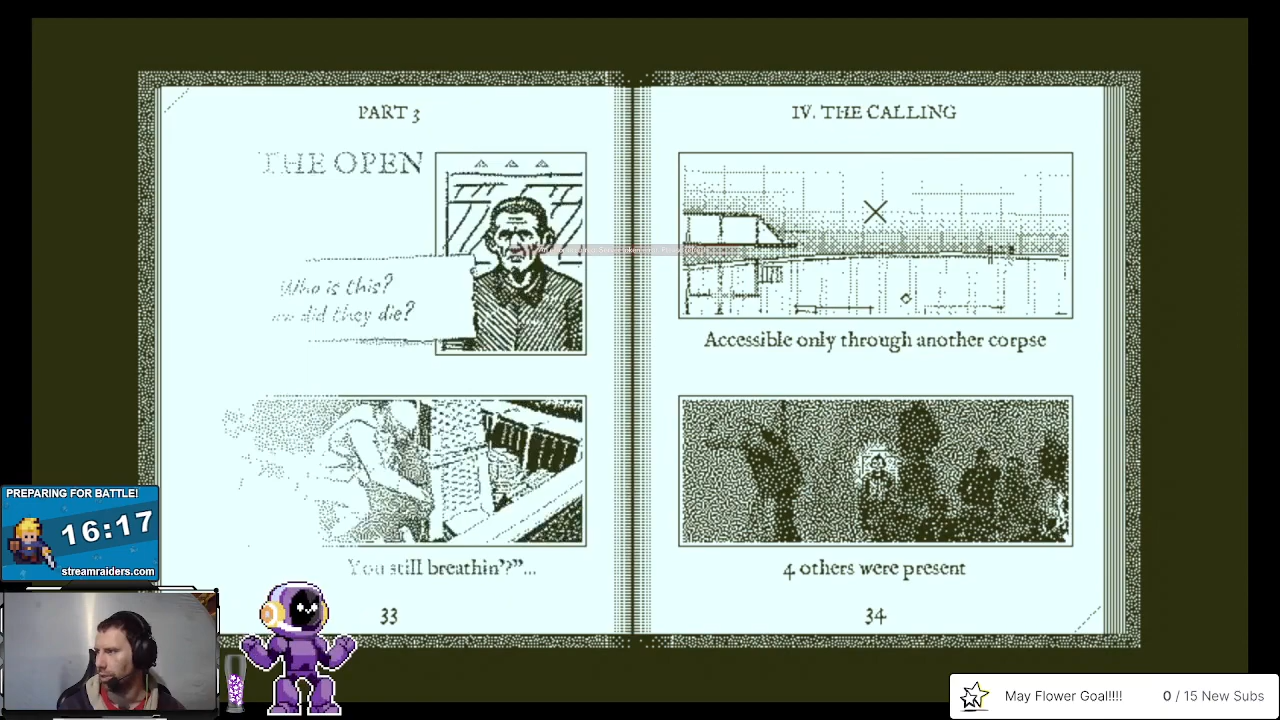 PART 3
THE OPEN
Who is this?
did they die?
You still breathin'?"...
33
IV. THE CALLING
Accessible only through another corpse
4 others were present
34
PREPARING FOR BATTLE!
16:17
streamraiders.com
May Flower Goal!!!! 0 / 15 New Subs